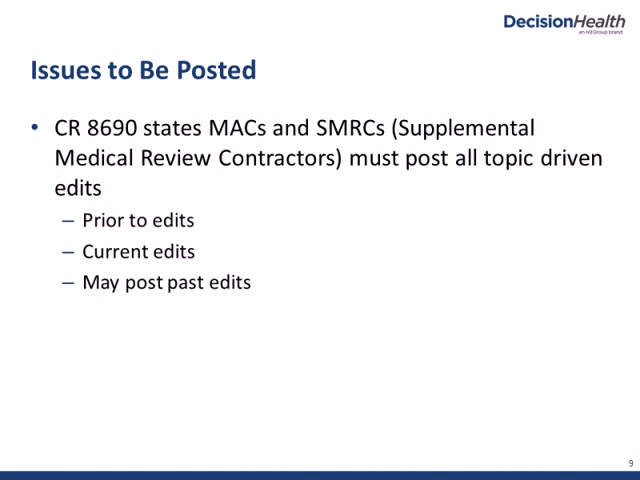 DecisionHealth
an H3 Group brand
Issues to Be Posted
• CR 8690 states MACs and SMRCs (Supplemental
Medical Review Contractors) must post all topic driven
edits
– Prior to edits
– Current edits
– May post past edits
9